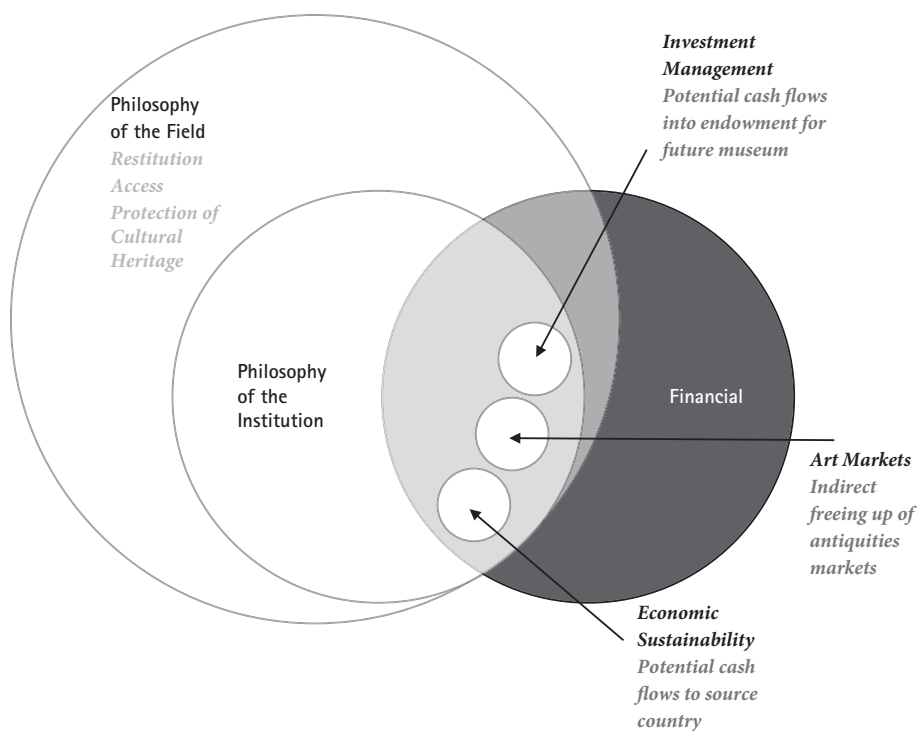 Philosophy
of the Field
Restitution
Access
Protection of
Cultural
Heritage
Investment
Management
Potential cash flows
into endowment for
future museum
Philosophy
of the
Institution
Financial
Art Markets
Indirect
freeing up of
antiquities
markets
Economic
Sustainability
Potential cash
flows to source
country